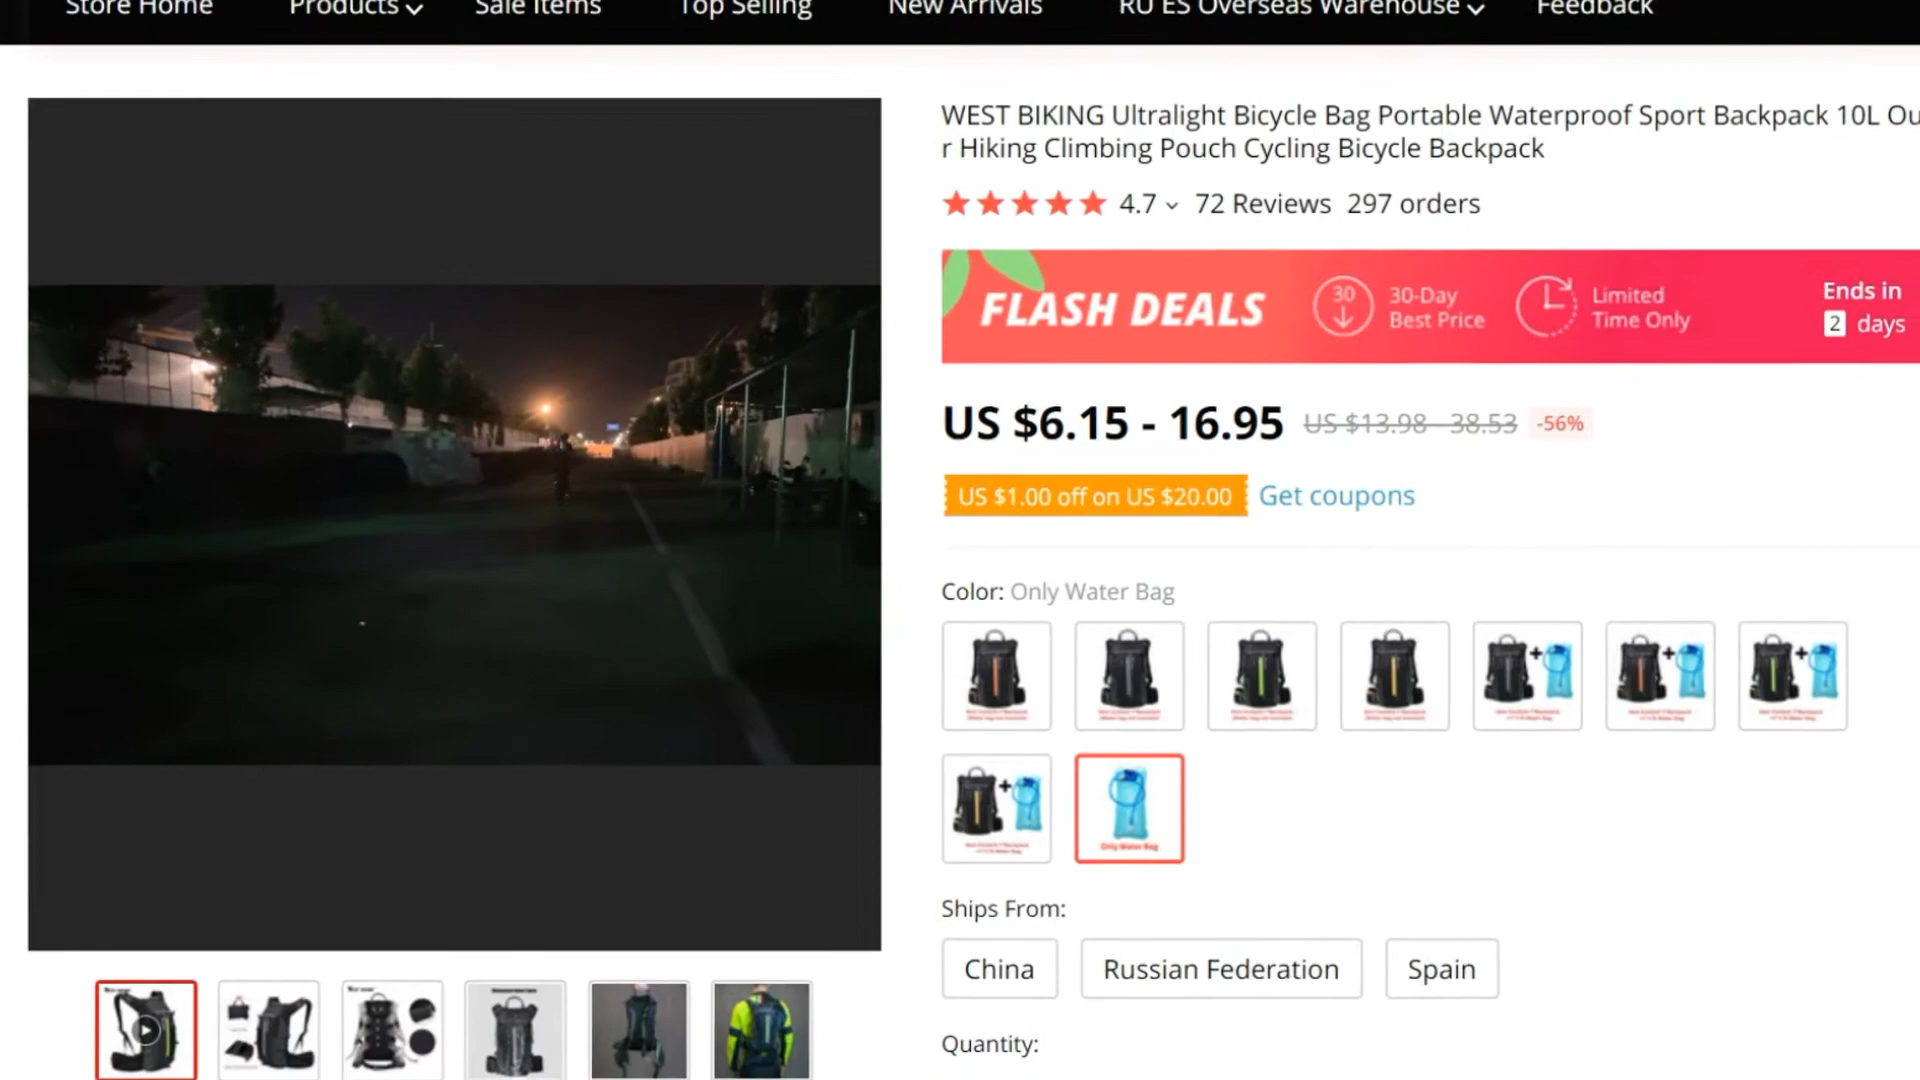 Store Home Products Sale Items Top Selling New Arrivals RU ES Overseas Warehouse Feedback
WEST BIKING Ultralight Bicycle Bag Portable Waterproof Sport Backpack 10L Ou
r Hiking Climbing Pouch Cycling Bicycle Backpack
4.7 72 Reviews 297 orders
FLASH DEALS
30
30-Day
Best Price
Limited
Time Only
Ends in
2 days
US $6.15 - 16.95 US $13.98 - 38.53 -56%
US $1.00 off on US $20.00 Get coupons
Color: Only Water Bag
Only Water Bag
Ships From:
China Russian Federation Spain
Quantity: